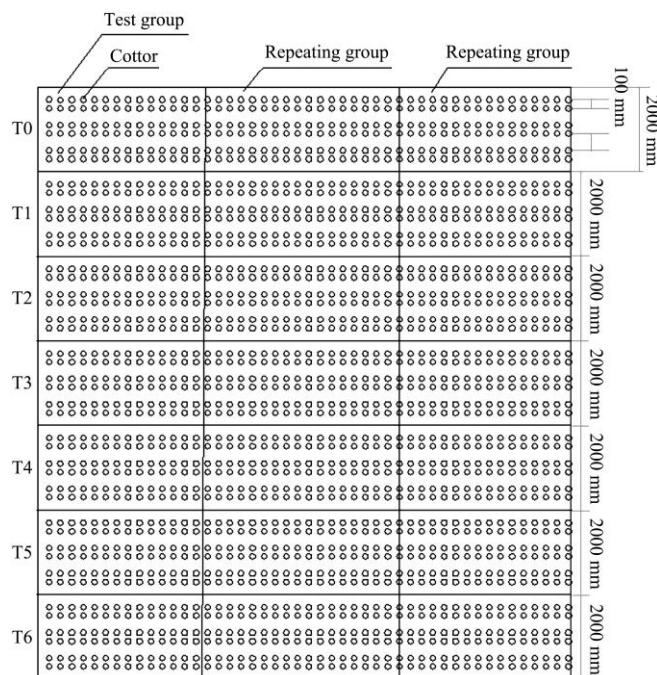 Test group
Cottor
Repeating group
Repeating group
100 mm
2000 mm
T0
T1
2000 mm
T2
2000 mm
T3
2000 mm
T4
2000 mm
T5
2000 mm
T6
2000 mm